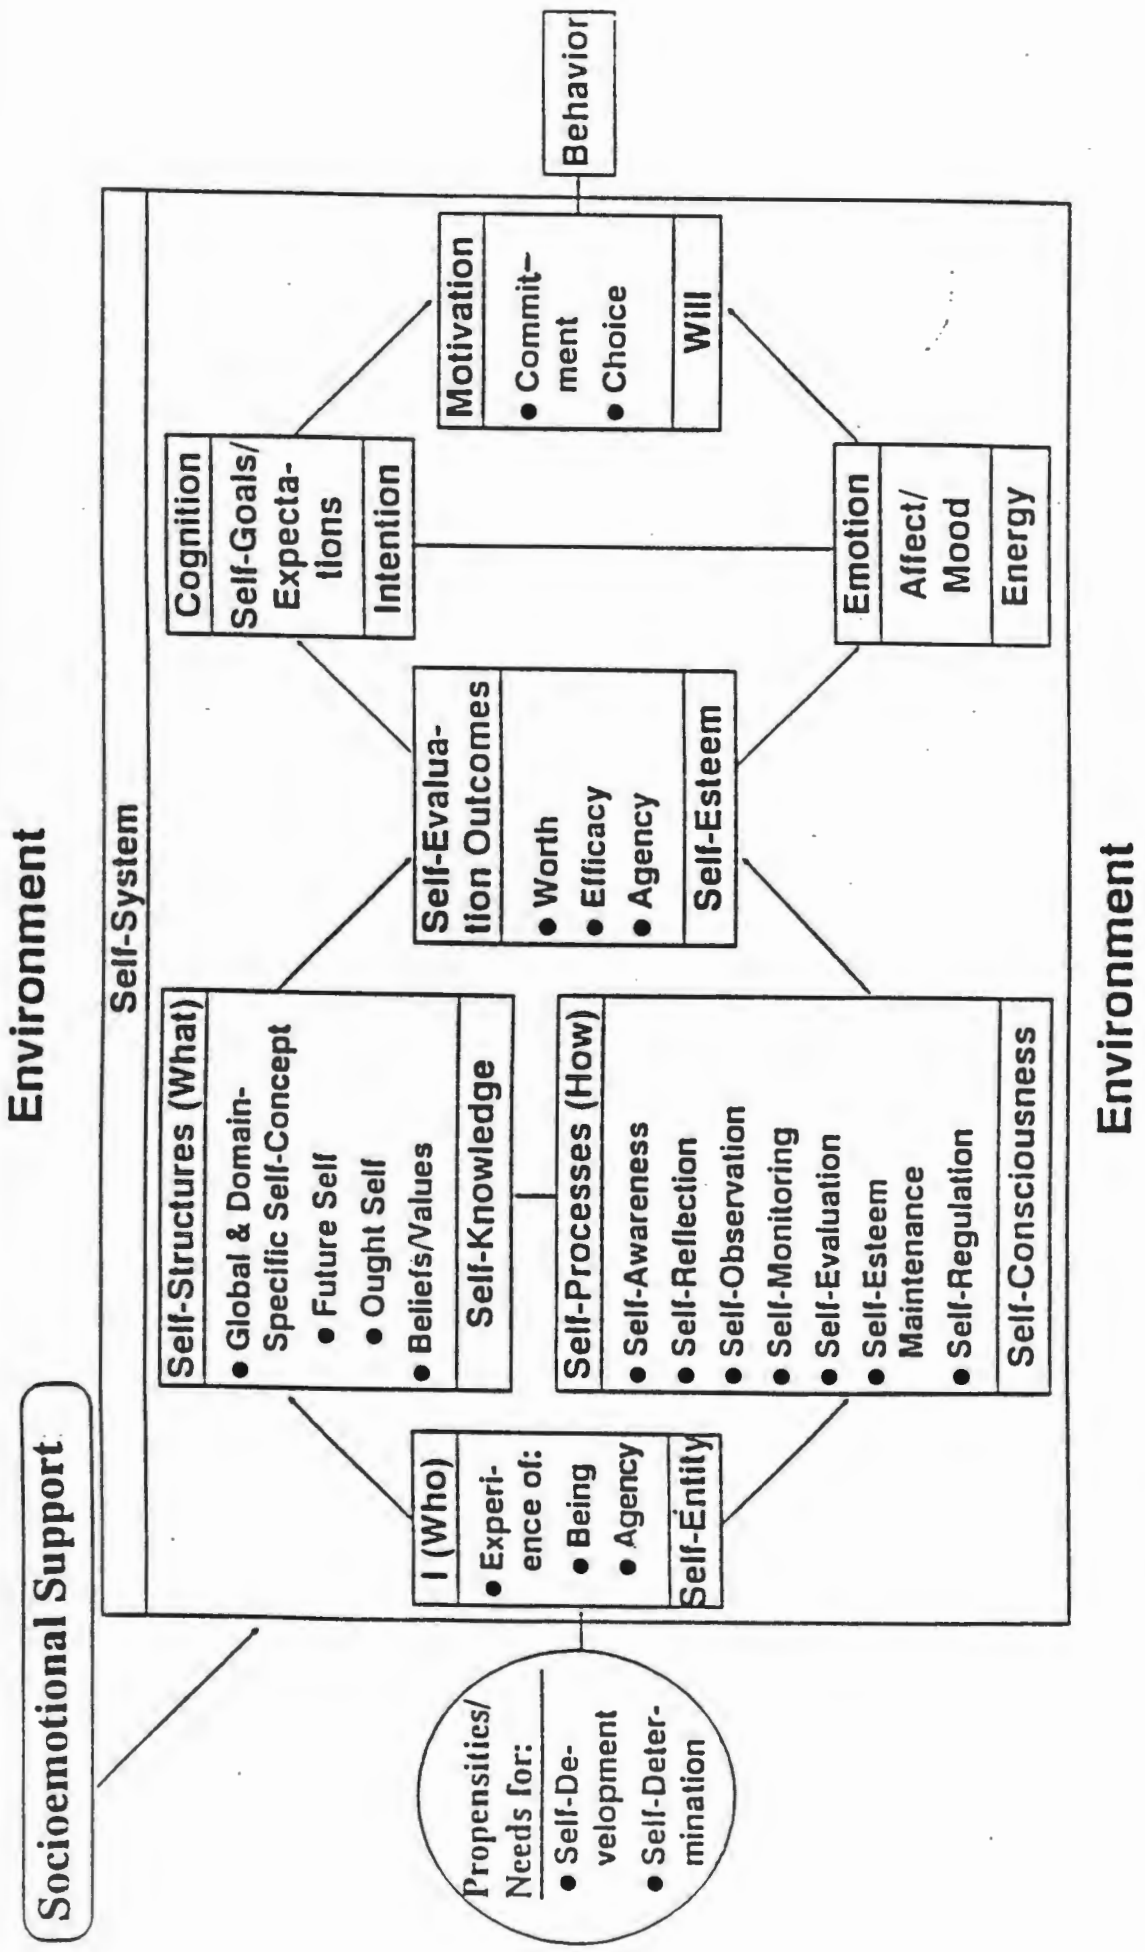 Environment
Socioemotional Support
Self-System
Propensities/
Needs for:
● Self-De-
velopment
● Self-Deter-
mination
I (Who)
● Experi-
ence of:
● Being
● Agency
Self-Entity
Self-Structures (What)
● Global & Domain-
Specific Self-Concept
● Future Self
● Ought Self
● Beliefs/Values
Self-Knowledge
Self-Processes (How)
● Self-Awareness
● Self-Reflection
● Self-Observation
● Self-Monitoring
● Self-Evaluation
● Self-Esteem
Maintenance
● Self-Regulation
Self-Consciousness
Self-Evalua-
tion Outcomes
● Worth
● Efficacy
● Agency
Self-Esteem
Cognition
Self-Goals/
Expecta-
tions
Intention
Emotion
Affect/
Mood
Energy
Motivation
● Commit-
ment
● Choice
Will
Behavior
Environment